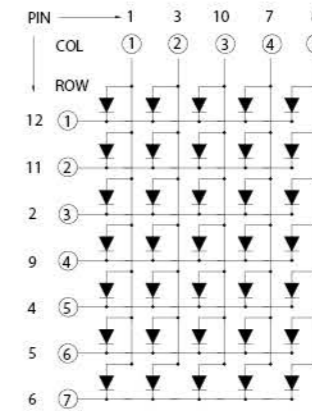 PIN 1 3 10 7
COL ① ② ③ ④
ROW
12 ①
11 ②
2 ③
9 ④
4 ⑤
5 ⑥
6 ⑦